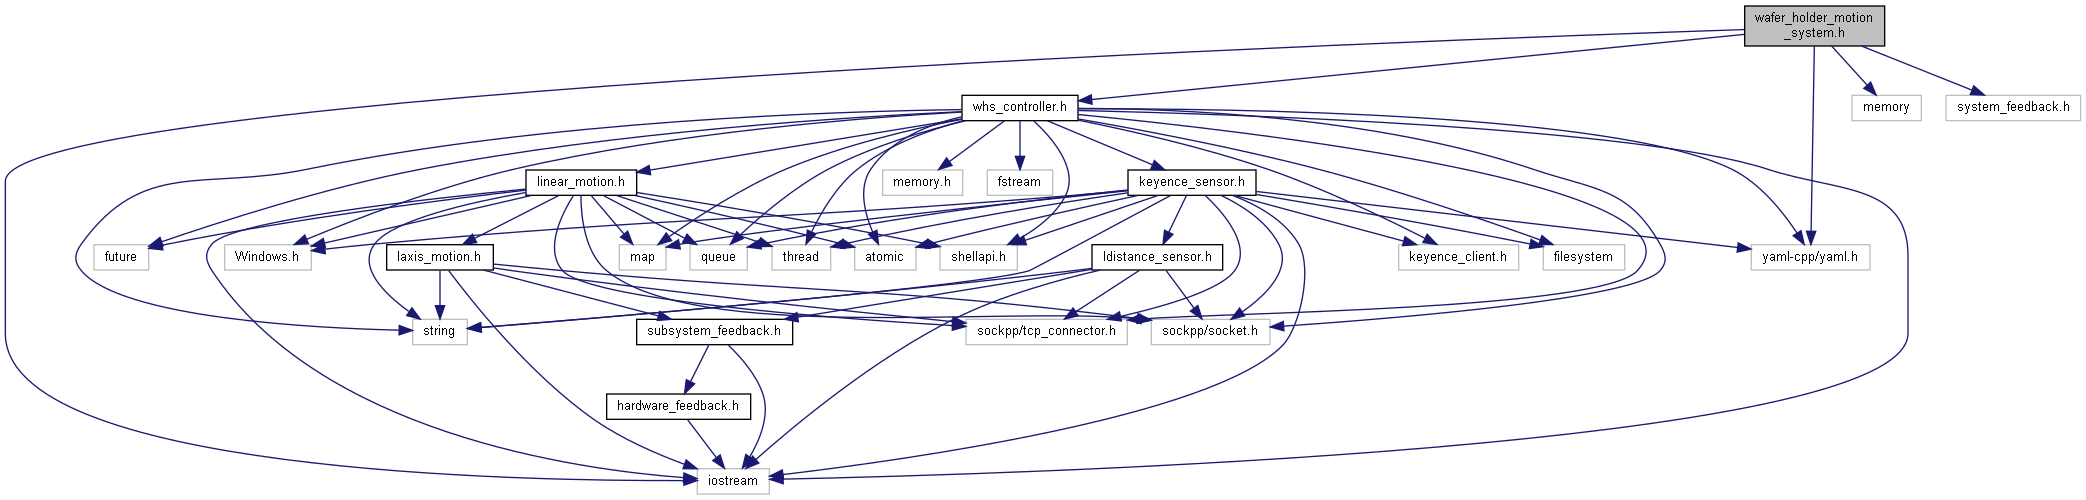 wafer_holder_motion
_system.h
whs_controller.h
memory
system_feedback.h
linear_motion.h
memory.h
fstream
keyence_sensor.h
future
Windows.h
laxis_motion.h
map
queue
thread
atomic
shellapi.h
ldistance_sensor.h
keyence_client.h
filesystem
yaml-cpp/yaml.h
string
subsystem_feedback.h
sockpp/tcp_connector.h
sockpp/socket.h
hardware_feedback.h
iostream